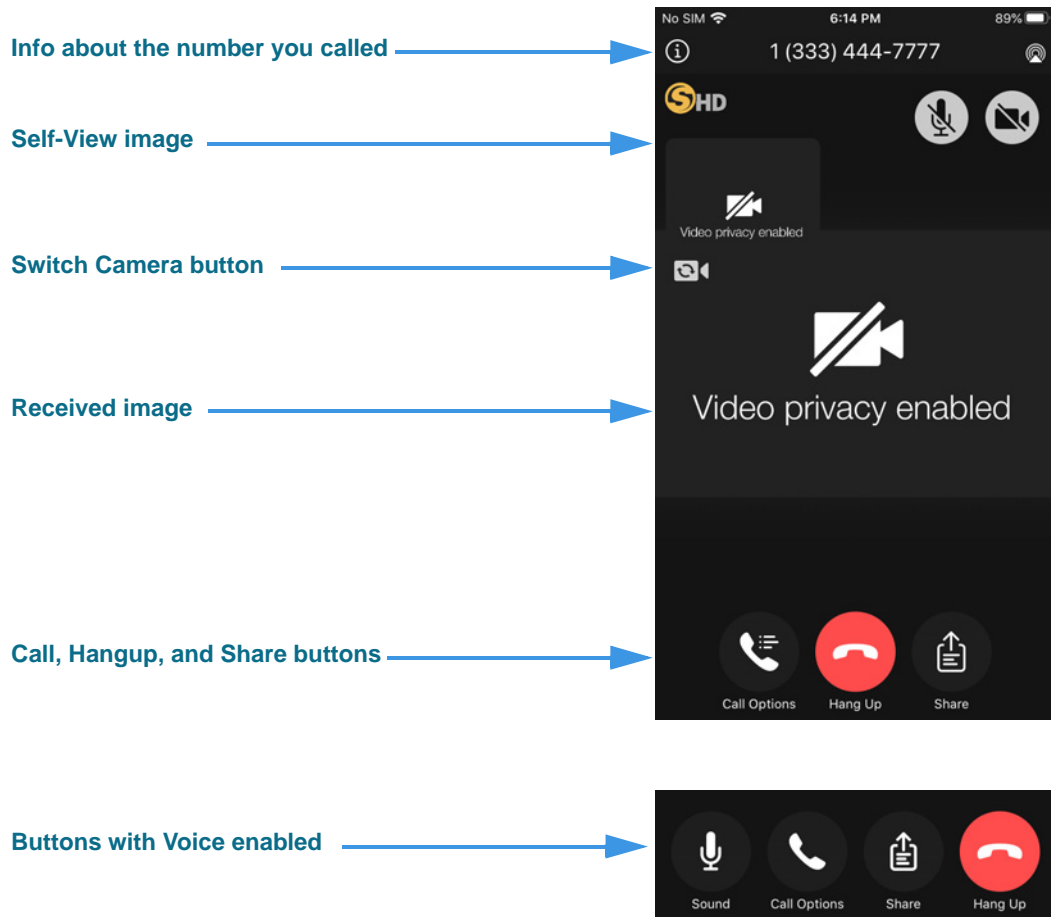 No SIM 6:14 PM 89%
Info about the number you called
1 (333) 444-7777
SHD
Self-View image
Video privacy enabled
Switch Camera button
Received image
Video privacy enabled
Call, Hangup, and Share buttons
Call Options Hang Up Share
Buttons with Voice enabled
Sound Call Options Share Hang Up